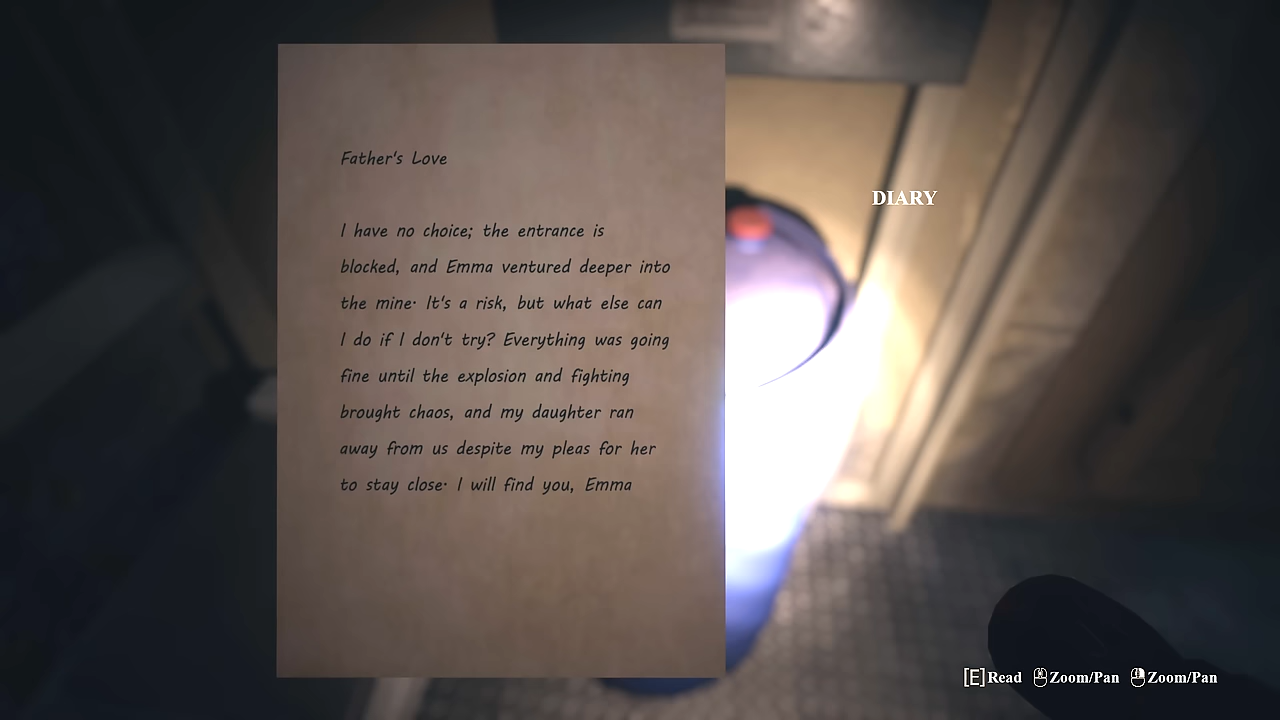 Father's Love
I have no choice; the entrance is
blocked, and Emma ventured deeper into
the mine. It's a risk, but what else can
I do if I don't try? Everything was going
fine until the explosion and fighting
brought chaos, and my daughter ran
away from us despite my pleas for her
to stay close. I will find you, Emma
DIARY
[E]Read Zoom/Pan Zoom/Pan